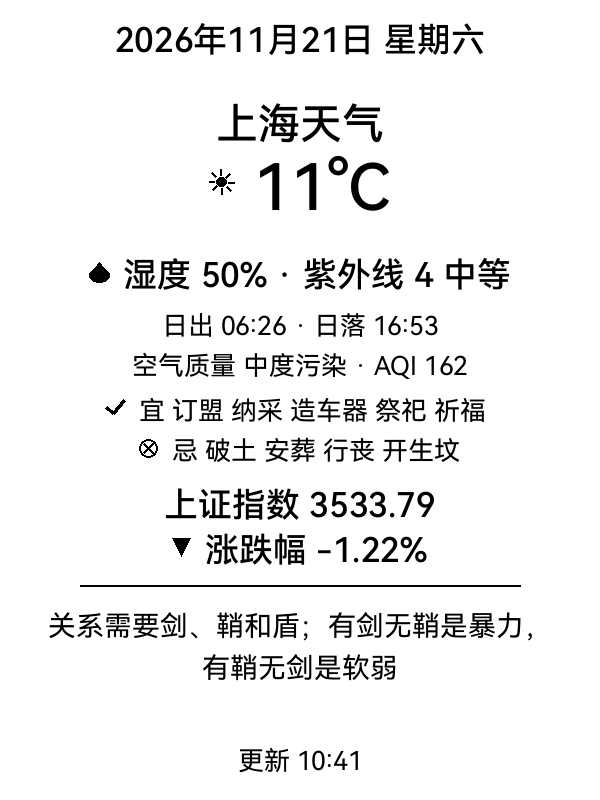 2026年11月21日 星期六
上海天气
11°C
湿度 50% · 紫外线 4 中等
日出 06:26 · 日落 16:53
空气质量 中度污染 · AQI 162
宜 订盟 纳采 造车器 祭祀 祈福
忌 破土 安葬 行丧 开生坟
上证指数 3533.79
▼ 涨跌幅 -1.22%
关系需要剑、鞘和盾；有剑无鞘是暴力，
有鞘无剑是软弱
更新 10:41